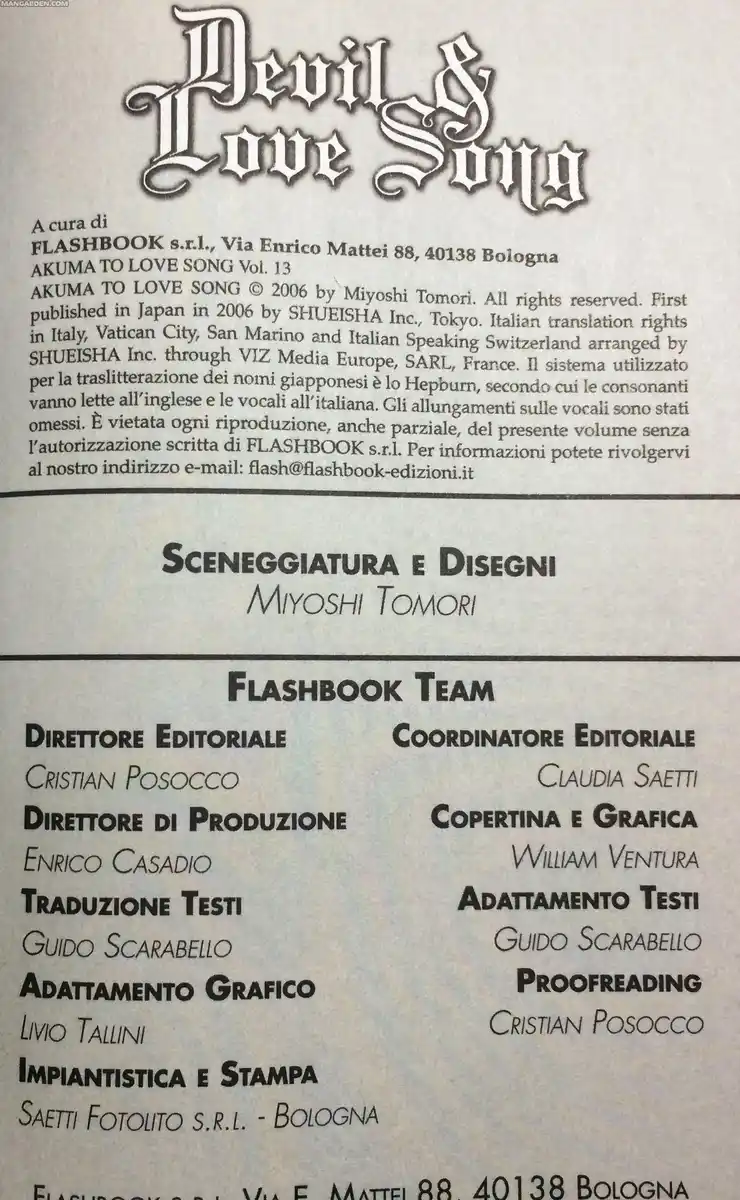 MANGAEDEN.COM
Devil &
Love Song
A cura di
FLASHBOOK s.r.l., Via Enrico Mattei 88, 40138 Bologna
AKUMA TO LOVE SONG Vol. 13
AKUMA TO LOVE SONG © 2006 by Miyoshi Tomori. All rights reserved. First
published in Japan in 2006 by SHUEISHA Inc., Tokyo. Italian translation rights
in Italy, Vatican City, San Marino and Italian Speaking Switzerland arranged by
SHUEISHA Inc. through VIZ Media Europe, SARL, France. Il sistema utilizzato
per la traslitterazione dei nomi giapponesi è lo Hepburn, secondo cui le consonanti
vanno lette all'inglese e le vocali all'italiana. Gli allungamenti sulle vocali sono stati
omessi. È vietata ogni riproduzione, anche parziale, del presente volume senza
l'autorizzazione scritta di FLASHBOOK s.r.l. Per informazioni potete rivolgervi
al nostro indirizzo e-mail: flash@flashbook-edizioni.it
SCENEGGIATURA E DISEGNI
MIYOSHI TOMORI
FLASHBOOK TEAM
DIRETTORE EDITORIALE
CRISTIAN POSOCCO
COORDINATORE EDITORIALE
CLAUDIA SAETTI
DIRETTORE DI PRODUZIONE
ENRICO CASADIO
COPERTINA E GRAFICA
WILLIAM VENTURA
TRADUZIONE TESTI
GUIDO SCARABELLO
ADATTAMENTO TESTI
GUIDO SCARABELLO
ADATTAMENTO GRAFICO
LIVIO TALLINI
PROOFREADING
CRISTIAN POSOCCO
IMPIANTISTICA E STAMPA
SAETTI FOTOLITO S.R.L. - BOLOGNA
FLASHBOOK S.R.L. VIA E. MATTEI 88, 40138 BOLOGNA